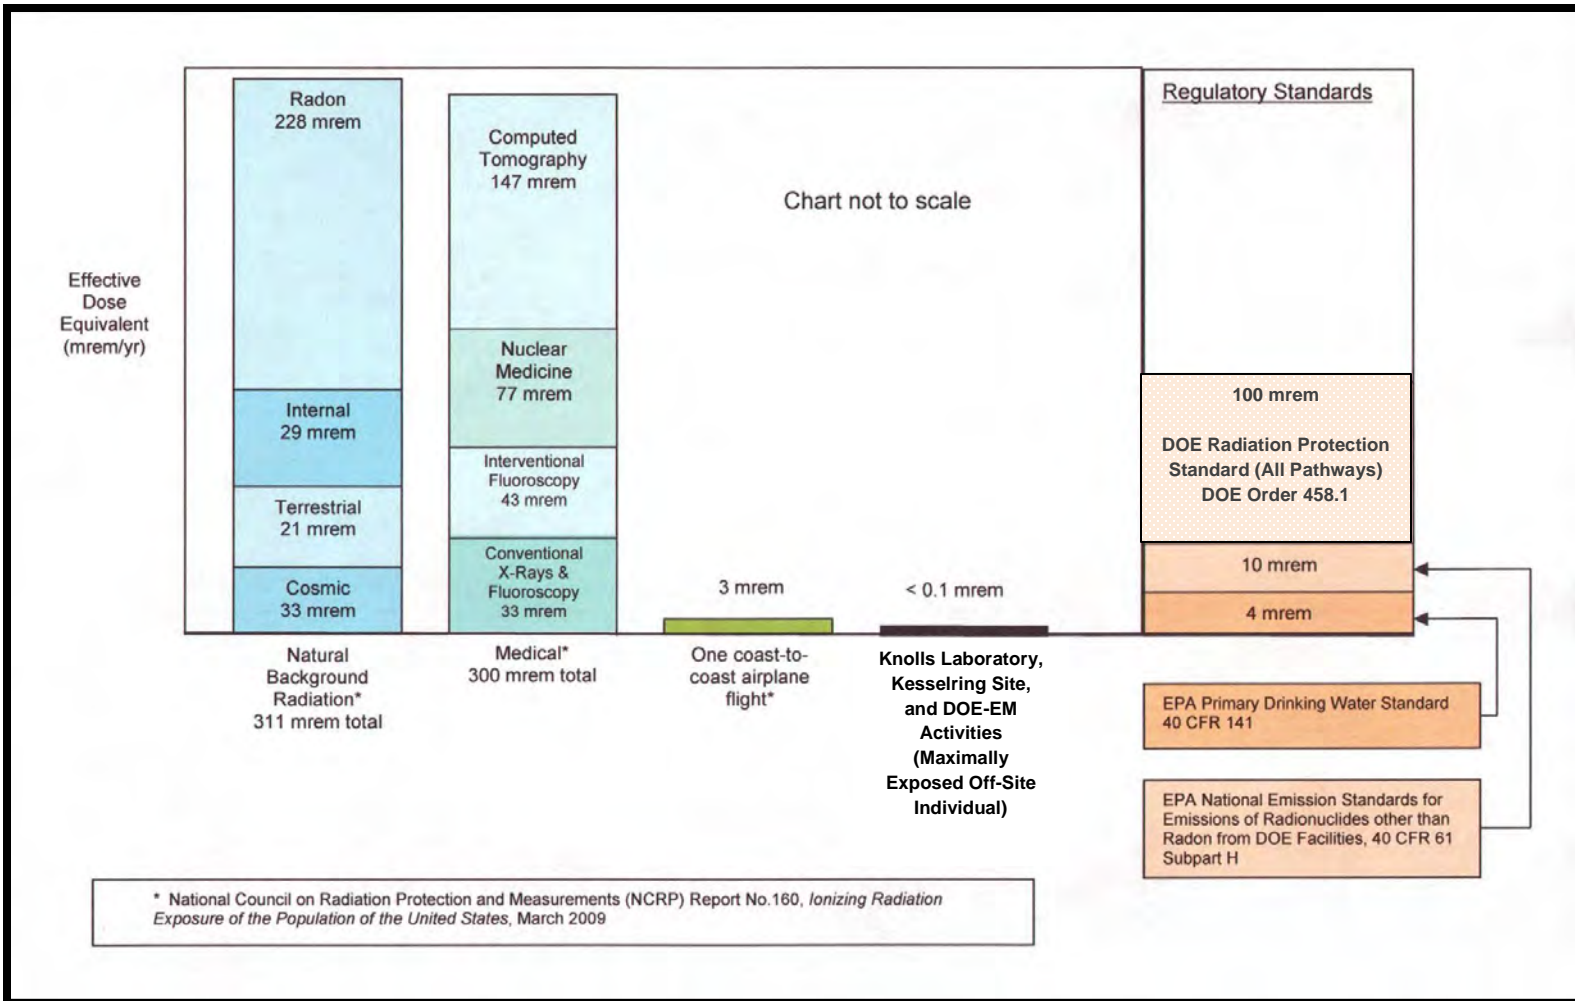 Effective
Dose
Equivalent
(mrem/yr)
Radon
228 mrem
Internal
29 mrem
Terrestrial
21 mrem
Cosmic
33 mrem
Natural
Background
Radiation*
311 mrem total
Computed
Tomography
147 mrem
Nuclear
Medicine
77 mrem
Interventional
Fluoroscopy
43 mrem
Conventional
X-Rays &
Fluoroscopy
33 mrem
Medical*
300 mrem total
Chart not to scale
3 mrem
One coast-to-
coast airplane
flight*
< 0.1 mrem
Knolls Laboratory,
Kesselring Site,
and DOE-EM
Activities
(Maximally
Exposed Off-Site
Individual)
Regulatory Standards
100 mrem
DOE Radiation Protection
Standard (All Pathways)
DOE Order 458.1
10 mrem
4 mrem
EPA Primary Drinking Water Standard
40 CFR 141
EPA National Emission Standards for
Emissions of Radionuclides other than
Radon from DOE Facilities, 40 CFR 61
Subpart H
* National Council on Radiation Protection and Measurements (NCRP) Report No.160, Ionizing Radiation
Exposure of the Population of the United States, March 2009